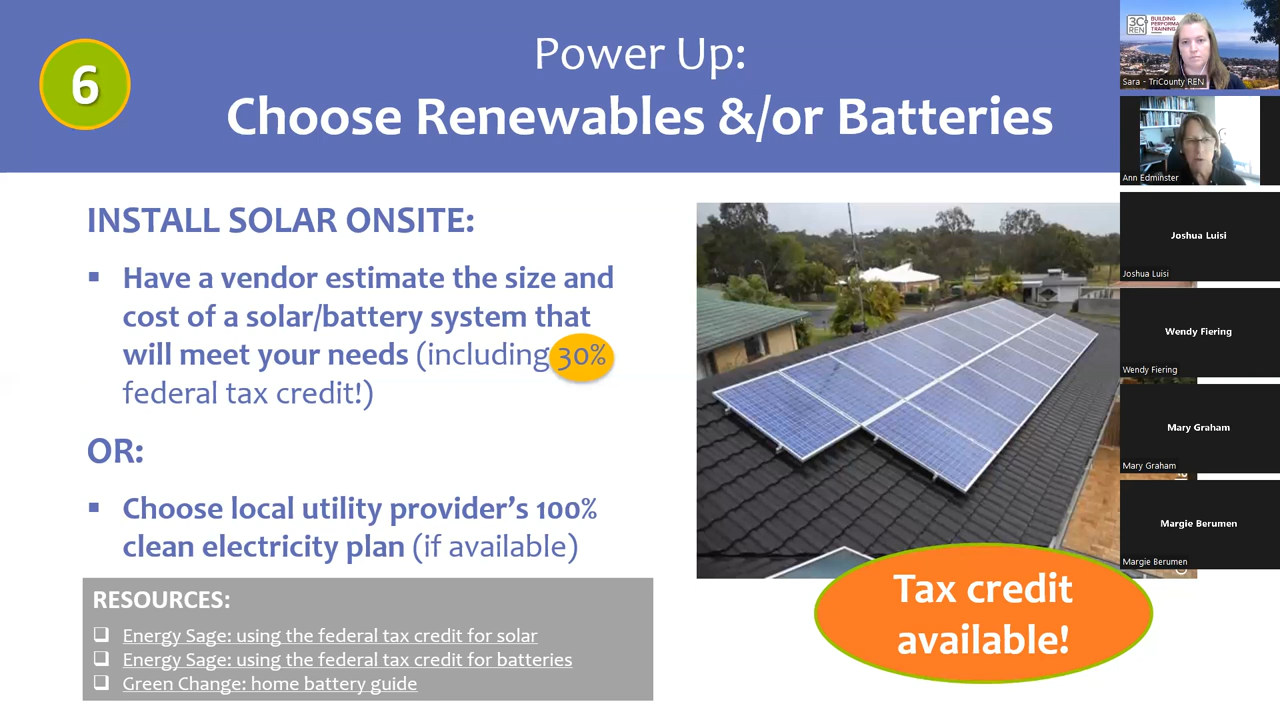 6
Power Up:
Choose Renewables &/or Batteries
INSTALL SOLAR ONSITE:
▪ Have a vendor estimate the size and
cost of a solar/battery system that
will meet your needs (including 30%
federal tax credit!)
OR:
▪ Choose local utility provider’s 100%
clean electricity plan (if available)
RESOURCES:
❑ Energy Sage: using the federal tax credit for solar
❑ Energy Sage: using the federal tax credit for batteries
❑ Green Change: home battery guide
Tax credit
available!
3C
REN
BUILDING
PERFORMA
TRAINING
Sara - TriCounty REN
Ann Edminster
Joshua Luisi
Joshua Luisi
Wendy Fiering
Wendy Fiering
Mary Graham
Mary Graham
Margie Berumen
Margie Berumen